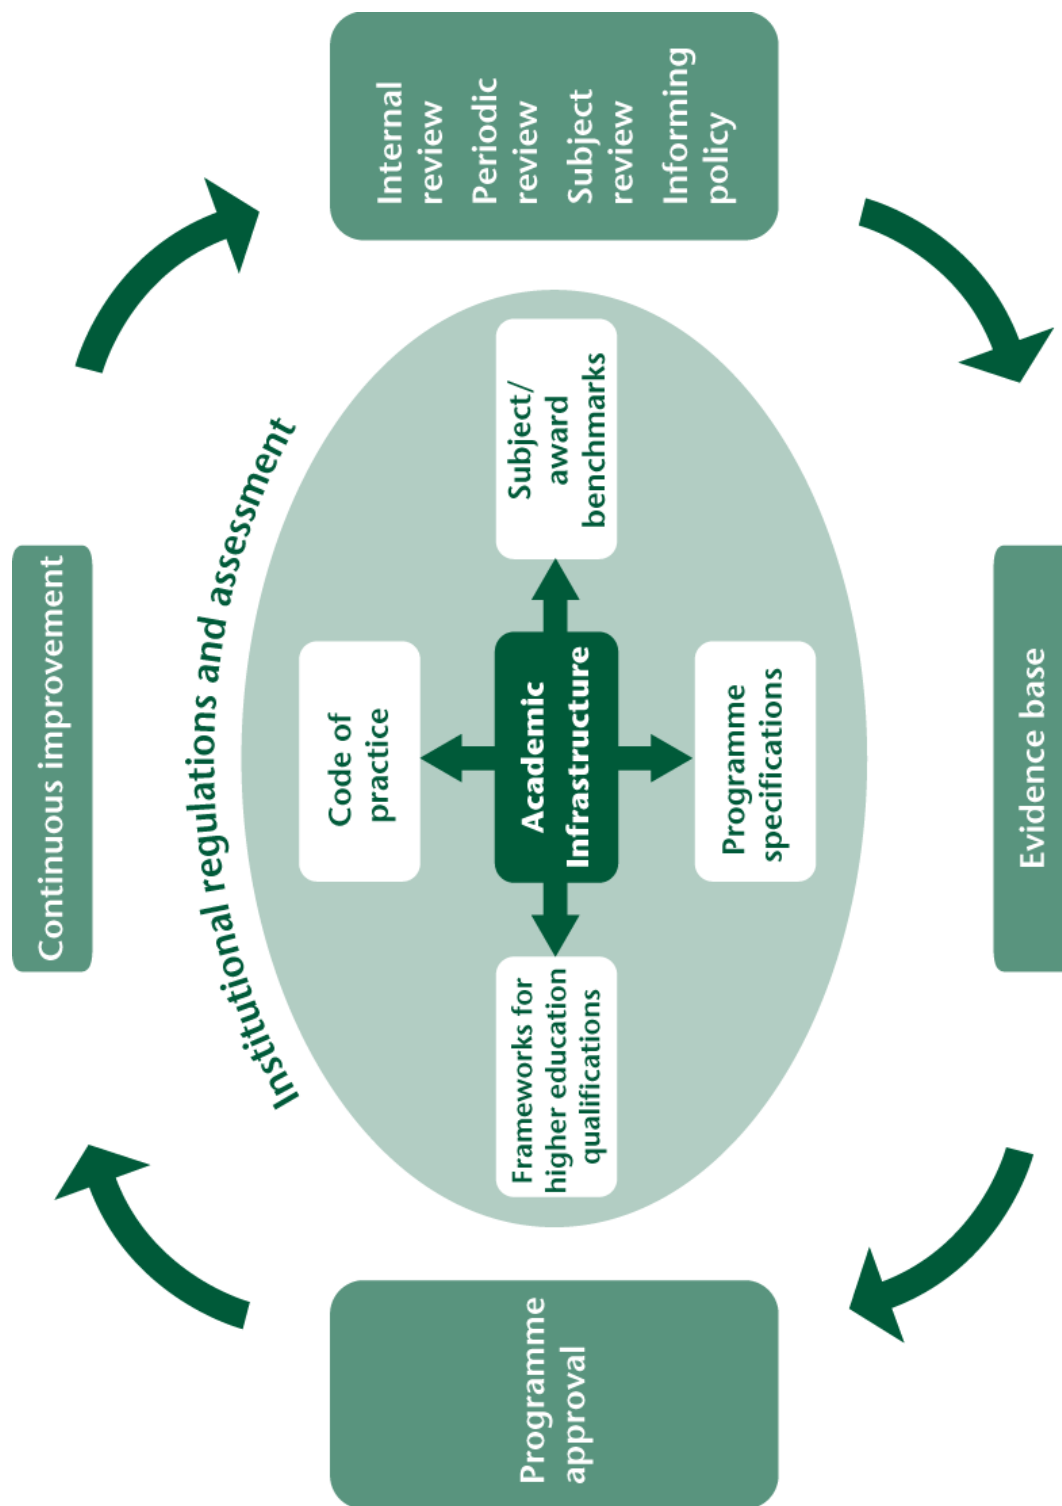 Continuous improvement
Institutional regulations and assessment
Programme
approval
Code of
practice
Frameworks for
higher education
qualifications
Academic
Infrastructure
Subject/
award
benchmarks
Programme
specifications
Internal
review
Periodic
review
Subject
review
Informing
policy
Evidence base